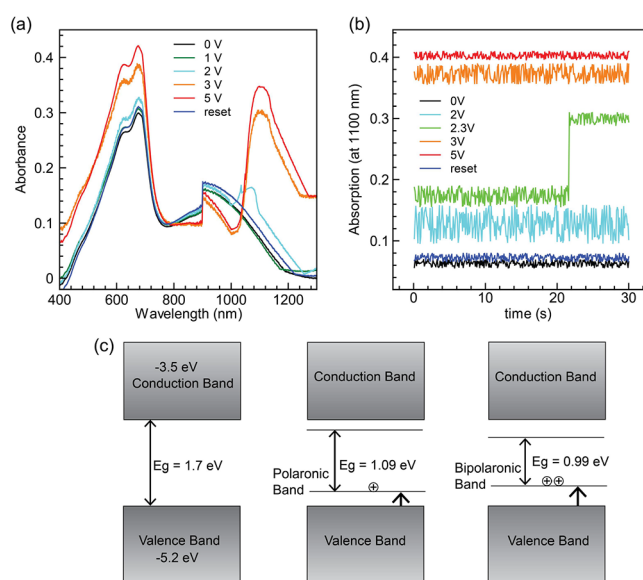 (a)
0 V
1 V
2 V
3 V
5 V
reset
Absorbance
0.4
0.3
0.2
0.1
0
400
600
800
1000
1200
Wavelength (nm)
(b)
0V
2V
2.3V
3V
5V
reset
Absorption (at 1100 nm)
0.4
0.3
0.2
0.1
0
10
20
30
time (s)
(c)
-3.5 eV
Conduction Band
Eg = 1.7 eV
Valence Band
-5.2 eV
Conduction Band
Polaronic
Band
Eg = 1.09 eV
Valence Band
Conduction Band
Bipolaronic
Band
Eg = 0.99 eV
Valence Band